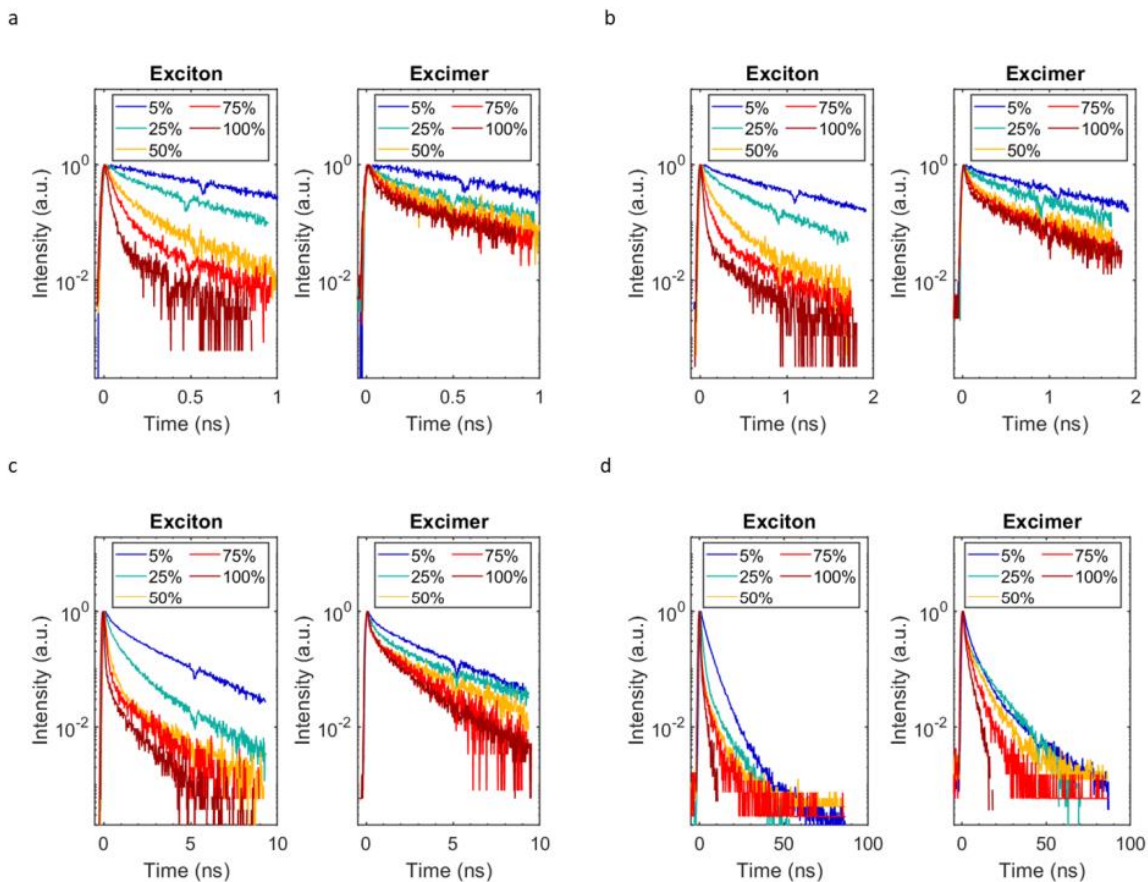 a
b
Exciton
Excimer
Exciton
Excimer
5% 75%
25% 100%
50%
5% 75%
25% 100%
50%
5% 75%
25% 100%
50%
5% 75%
25% 100%
50%
Intensity (a.u.)
10^0
10^-2
0 0.5 1
Time (ns)
Intensity (a.u.)
10^0
10^-2
0 0.5 1
Time (ns)
Intensity (a.u.)
10^0
10^-2
0 1 2
Time (ns)
Intensity (a.u.)
10^0
10^-2
0 1 2
Time (ns)
c
d
Exciton
Excimer
Exciton
Excimer
5% 75%
25% 100%
50%
5% 75%
25% 100%
50%
5% 75%
25% 100%
50%
5% 75%
25% 100%
50%
Intensity (a.u.)
10^0
10^-2
0 5 10
Time (ns)
Intensity (a.u.)
10^0
10^-2
0 5 10
Time (ns)
Intensity (a.u.)
10^0
10^-2
0 50 100
Time (ns)
Intensity (a.u.)
10^0
10^-2
0 50 100
Time (ns)